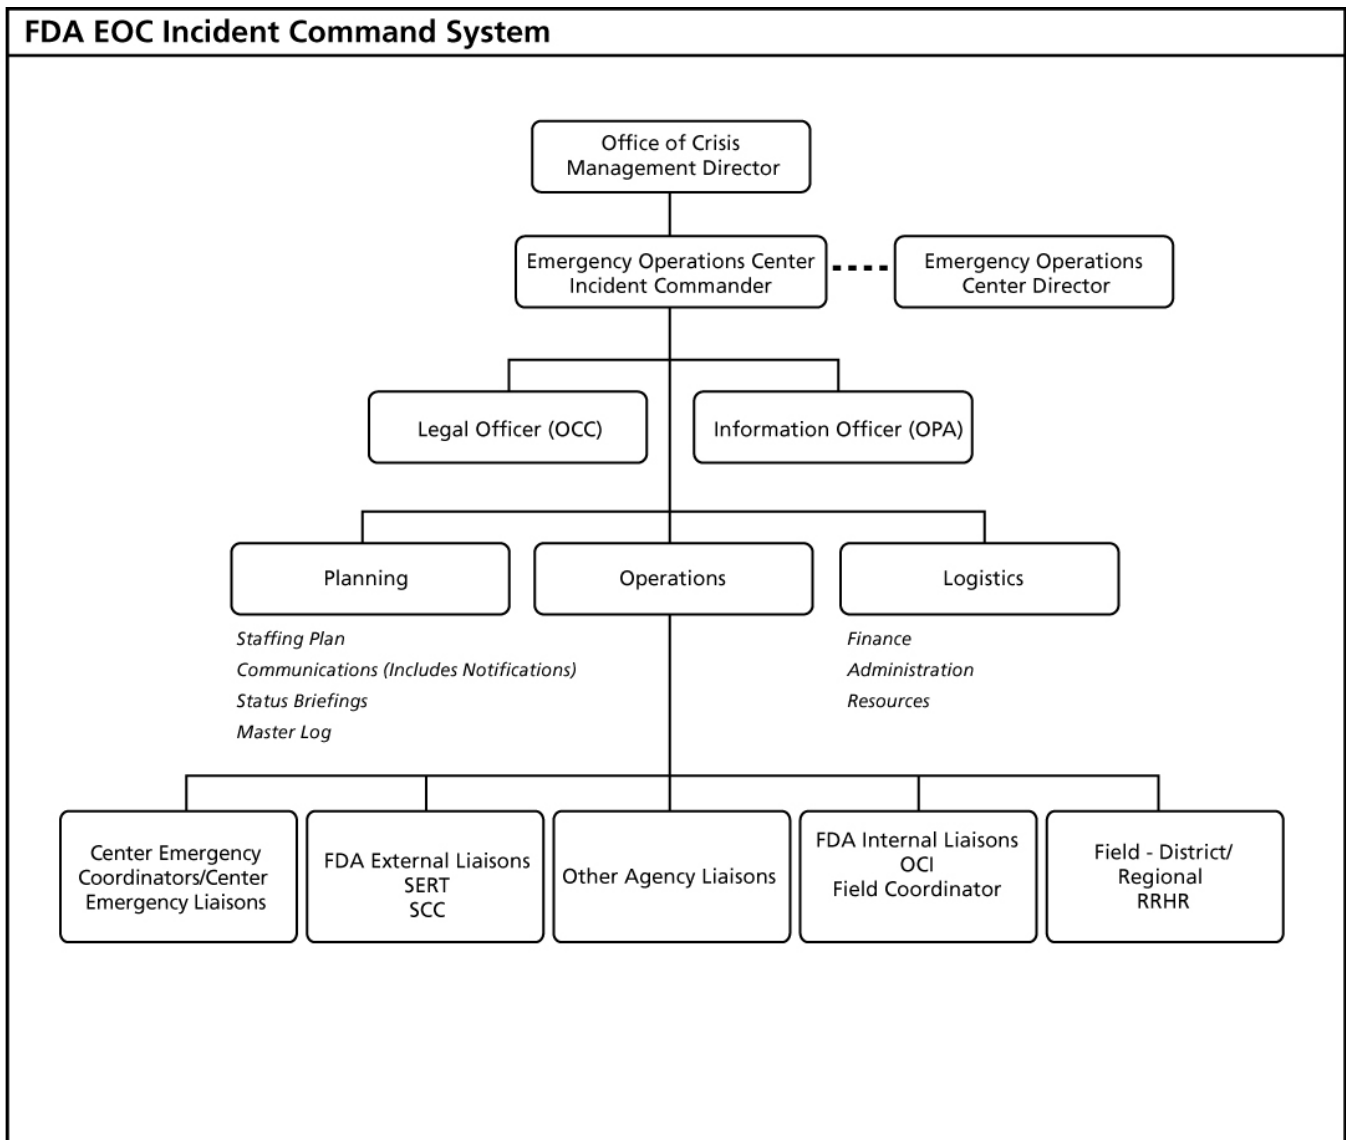 FDA EOC Incident Command System
Office of Crisis
Management Director
Emergency Operations Center
Incident Commander
Emergency Operations
Center Director
Legal Officer (OCC)
Information Officer (OPA)
Planning
Operations
Logistics
Staffing Plan
Communications (Includes Notifications)
Status Briefings
Master Log
Finance
Administration
Resources
Center Emergency
Coordinators/Center
Emergency Liaisons
FDA External Liaisons
SERT
SCC
Other Agency Liaisons
FDA Internal Liaisons
OCI
Field Coordinator
Field - District/
Regional
RRHR